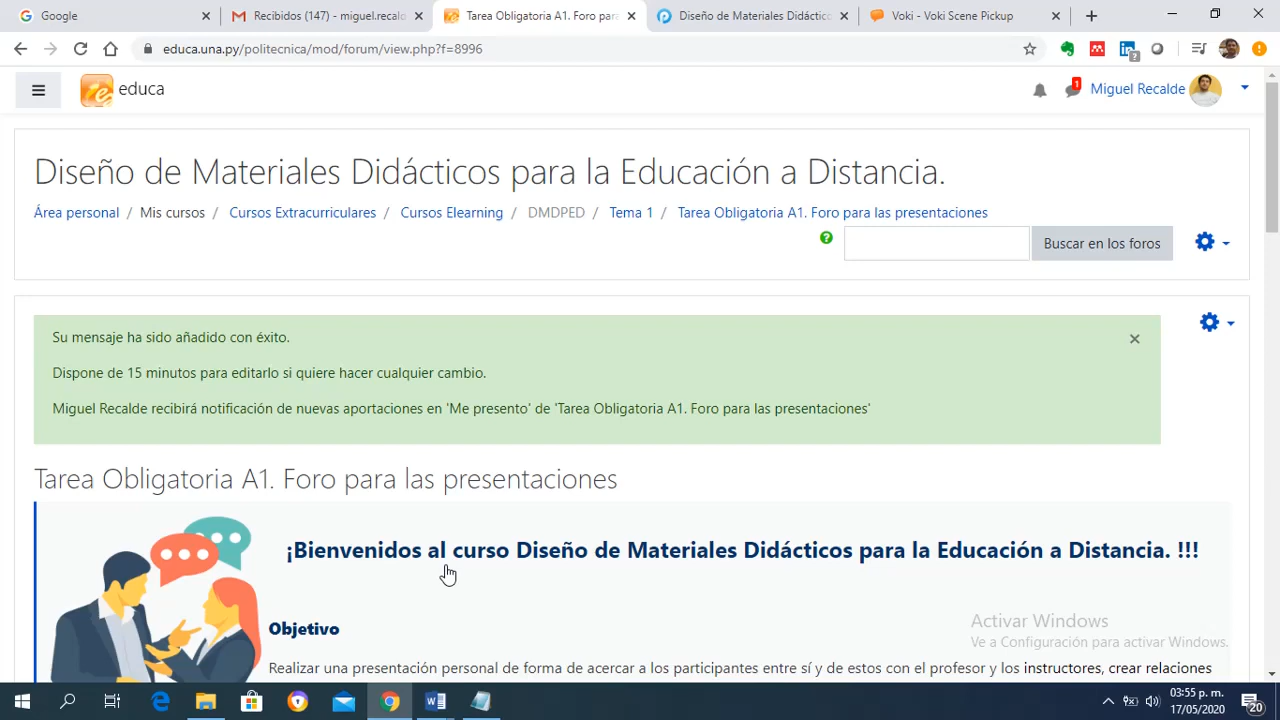 Google
Recibidos (147) - miguel.recald
Tarea Obligatoria A1. Foro para
Diseño de Materiales Didáctico
Voki - Voki Scene Pickup
educa.una.py/politecnica/mod/forum/view.php?f=8996
educa
1
Miguel Recalde
Diseño de Materiales Didácticos para la Educación a Distancia.
Área personal / Mis cursos / Cursos Extracurriculares / Cursos Elearning / DMDPED / Tema 1 / Tarea Obligatoria A1. Foro para las presentaciones
Buscar en los foros
Su mensaje ha sido añadido con éxito.
Dispone de 15 minutos para editarlo si quiere hacer cualquier cambio.
Miguel Recalde recibirá notificación de nuevas aportaciones en 'Me presento' de 'Tarea Obligatoria A1. Foro para las presentaciones'
Tarea Obligatoria A1. Foro para las presentaciones
¡Bienvenidos al curso Diseño de Materiales Didácticos para la Educación a Distancia. !!!
Objetivo
Activar Windows
Ve a Configuración para activar Windows.
Realizar una presentación personal de forma de acercar a los participantes entre sí y de estos con el profesor y los instructores, crear relaciones
03:55 p. m.
17/05/2020
20